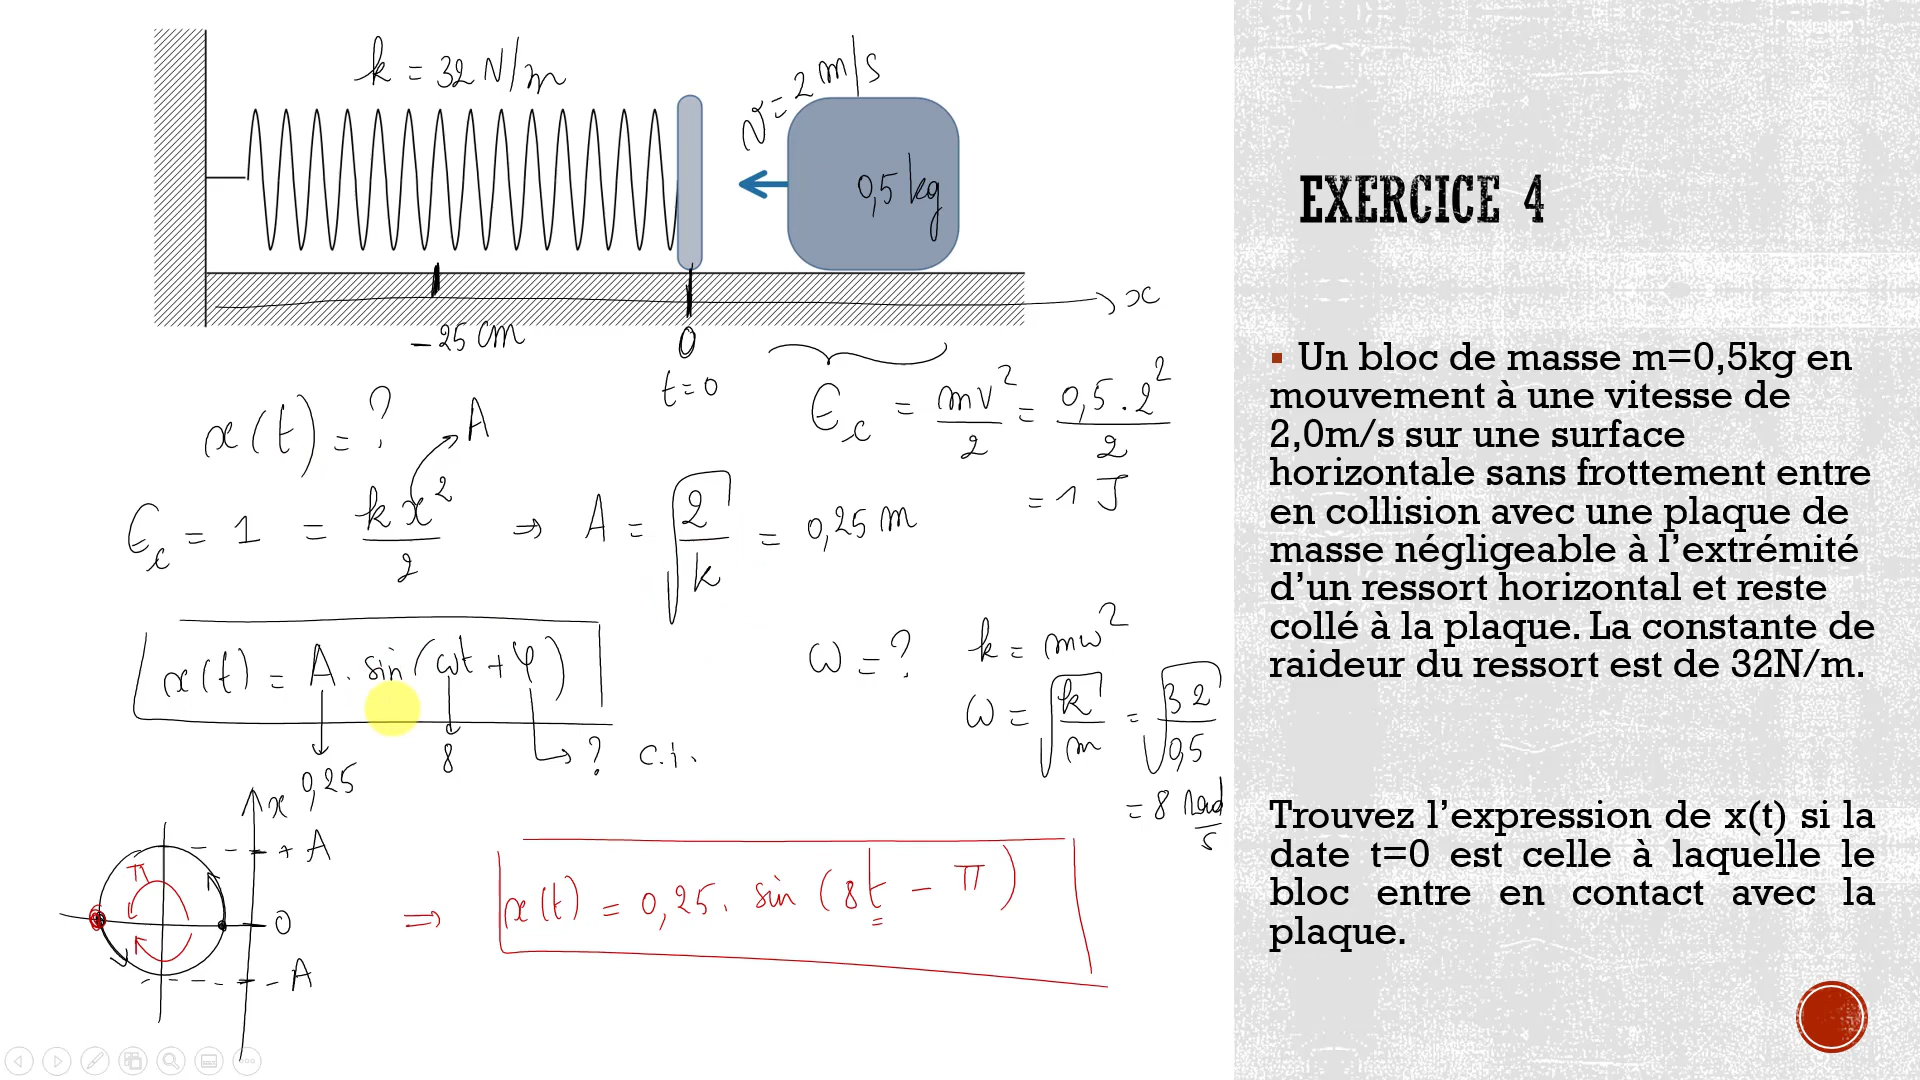 k = 32 N/m
v = 2 m/s
0,5 kg
x
-25 cm
0
t=0
x(t) = ?
A
Ec = mv²/2 = 0,5 . 2²/2
= 1 J
Ec = 1 = kx²/2 ⇒ A = √(2/k) = 0,25 m
x(t) = A . sin(ωt + φ)
0,25
8
? c.i.
ω = ? k = mω²
ω = √(k/m) = √(32/0,5)
= 8 rad/s
x
+ A
π
0
- A
⇒ x(t) = 0,25 . sin (8t - π)
EXERCICE 4
▪ Un bloc de masse m=0,5kg en
mouvement à une vitesse de
2,0m/s sur une surface
horizontale sans frottement entre
en collision avec une plaque de
masse négligeable à l’extrémité
d’un ressort horizontal et reste
collé à la plaque. La constante de
raideur du ressort est de 32N/m.
Trouvez l’expression de x(t) si la
date t=0 est celle à laquelle le
bloc entre en contact avec la
plaque.